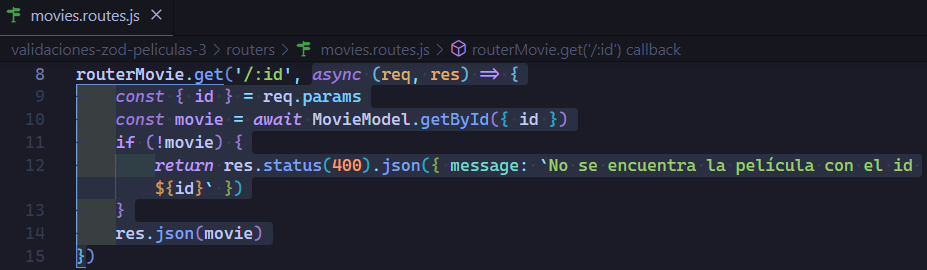 movies.routes.js ×
validaciones-zod-peliculas-3 > routers > movies.routes.js > routerMovie.get('/:id') callback
8 routerMovie.get('/:id', async (req, res) => {
9 const { id } = req.params
10 const movie = await MovieModel.getById({ id })
11 if (!movie) {
12 return res.status(400).json({ message: `No se encuentra la película con el id
${id}` })
13 }
14 res.json(movie)
15 })